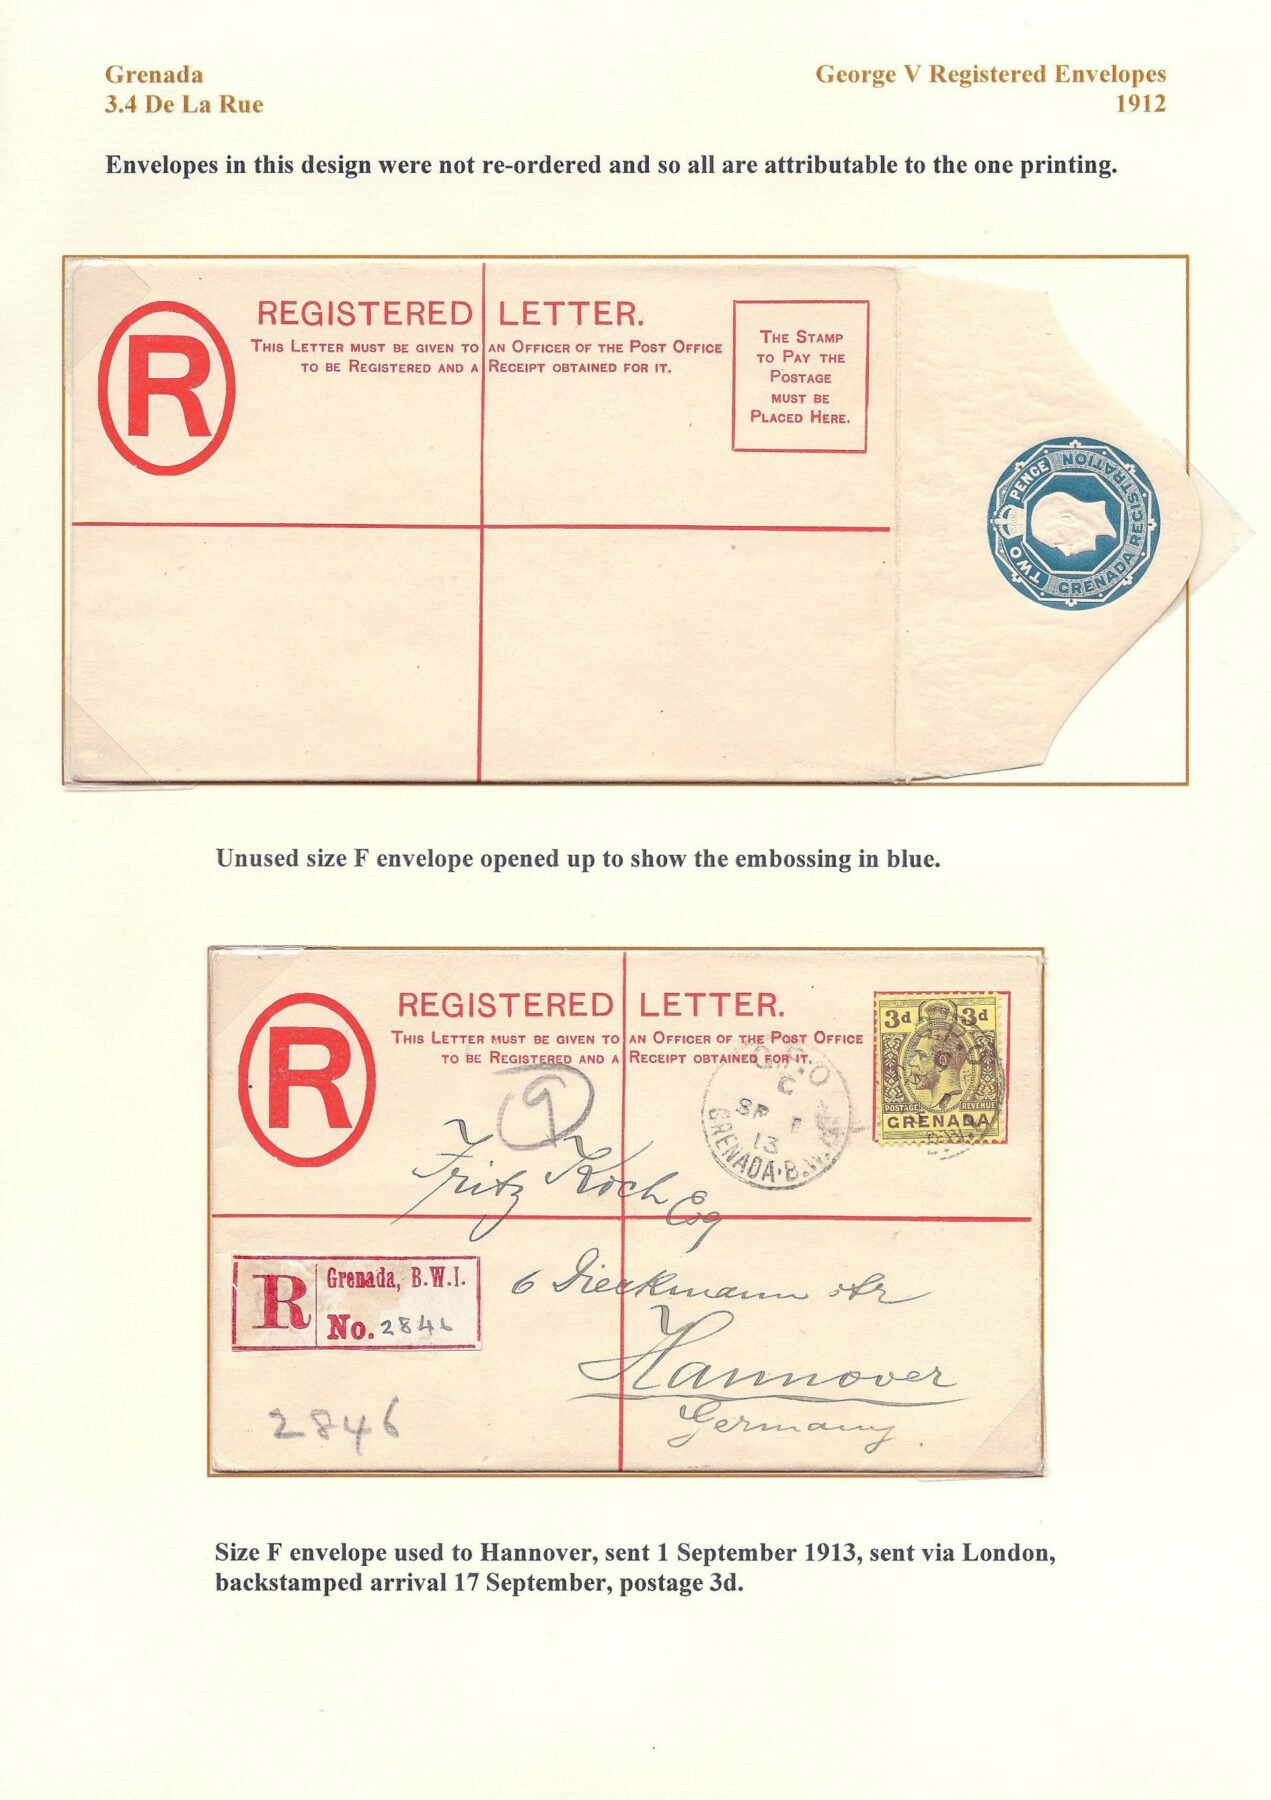 Grenada
George V Registered Envelopes
3.4 De La Rue
1912
Envelopes in this design were not re-ordered and so all are attributable to the one printing.
R
REGISTERED LETTER.
THIS LETTER MUST BE GIVEN TO AN OFFICER OF THE POST OFFICE
TO BE REGISTERED AND A RECEIPT OBTAINED FOR IT.
THE STAMP
TO PAY THE
POSTAGE
MUST BE
PLACED HERE.
TWO PENCE
GRENADA REGISTRATION
Unused size F envelope opened up to show the embossing in blue.
R
REGISTERED LETTER.
THIS LETTER MUST BE GIVEN TO AN OFFICER OF THE POST OFFICE
TO BE REGISTERED AND A RECEIPT OBTAINED FOR IT.
3d 3d
POSTAGE REVENUE
GRENADA
G.P.O
C
SP 1
13
GRENADA·B.W.I
9
Fritz Koch Esq
6 Dieckmann str
Hannover
Germany
R
Grenada, B.W.I.
No. 2846
2846
Size F envelope used to Hannover, sent 1 September 1913, sent via London,
backstamped arrival 17 September, postage 3d.